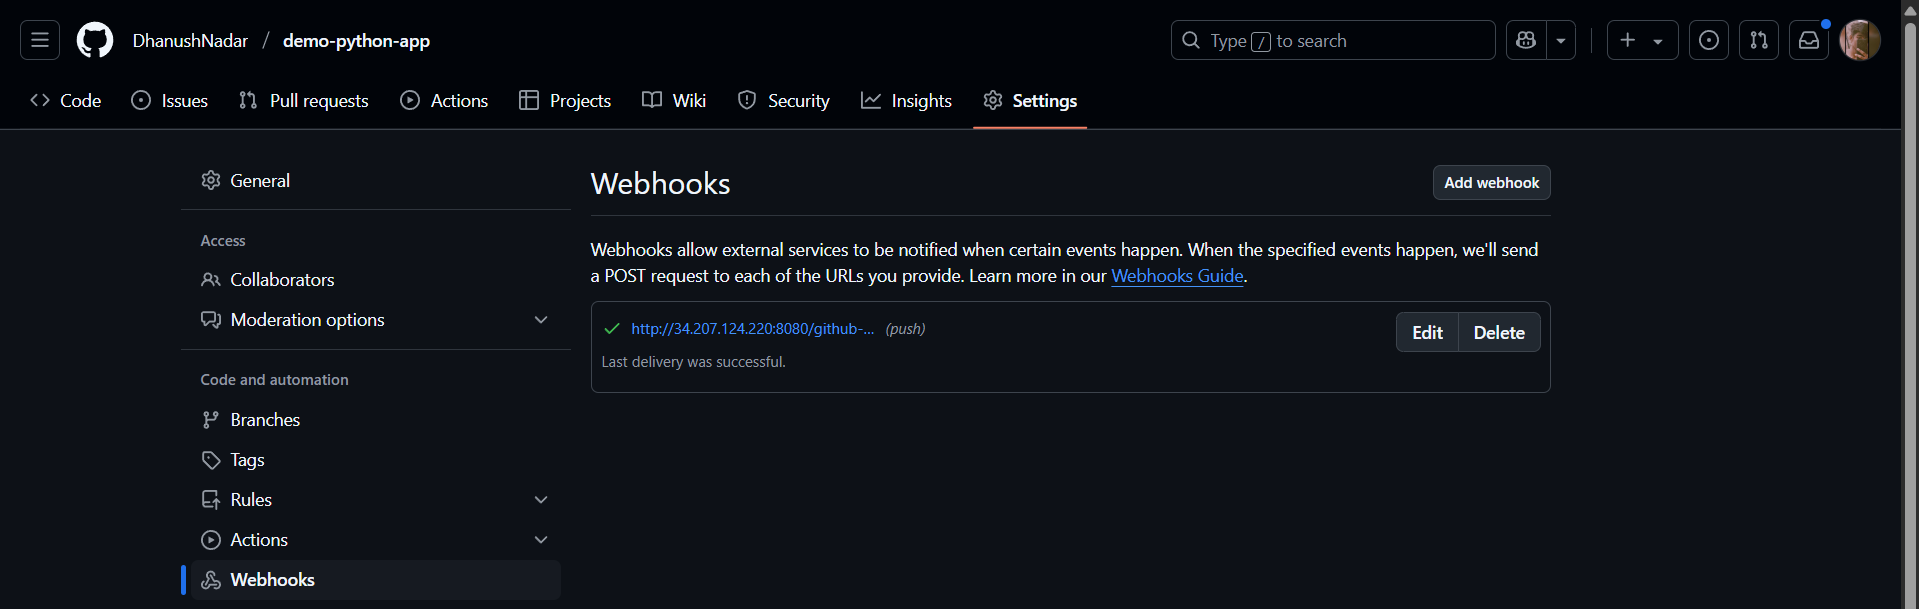 DhanushNadar / demo-python-app
Type / to search
Code Issues Pull requests Actions Projects Wiki Security Insights Settings
General
Access
Collaborators
Moderation options
Code and automation
Branches
Tags
Rules
Actions
Webhooks
Webhooks
Add webhook
Webhooks allow external services to be notified when certain events happen. When the specified events happen, we'll send
a POST request to each of the URLs you provide. Learn more in our Webhooks Guide.
http://34.207.124.220:8080/github-... (push)
Edit Delete
Last delivery was successful.